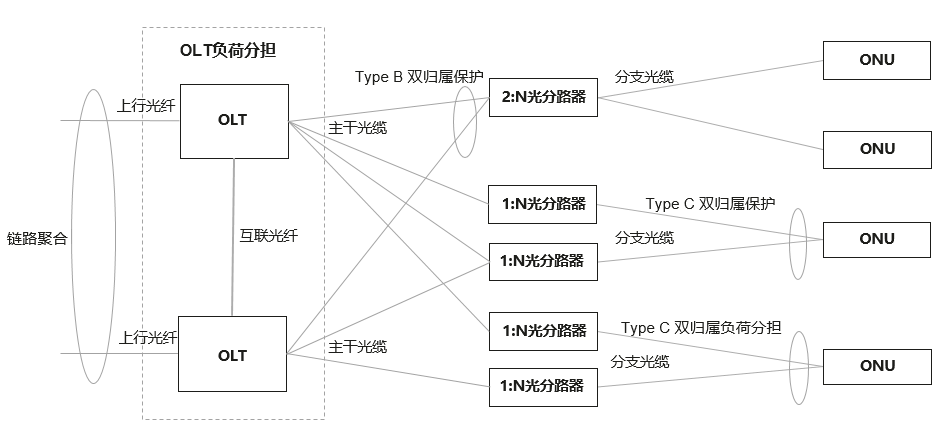 OLT负荷分担
Type B 双归属保护
分支光缆
ONU
上行光纤
OLT
主干光缆
2:N光分路器
ONU
1:N光分路器
Type C 双归属保护
链路聚合
互联光纤
分支光缆
ONU
1:N光分路器
上行光纤
OLT
主干光缆
1:N光分路器
Type C 双归属负荷分担
分支光缆
ONU
1:N光分路器